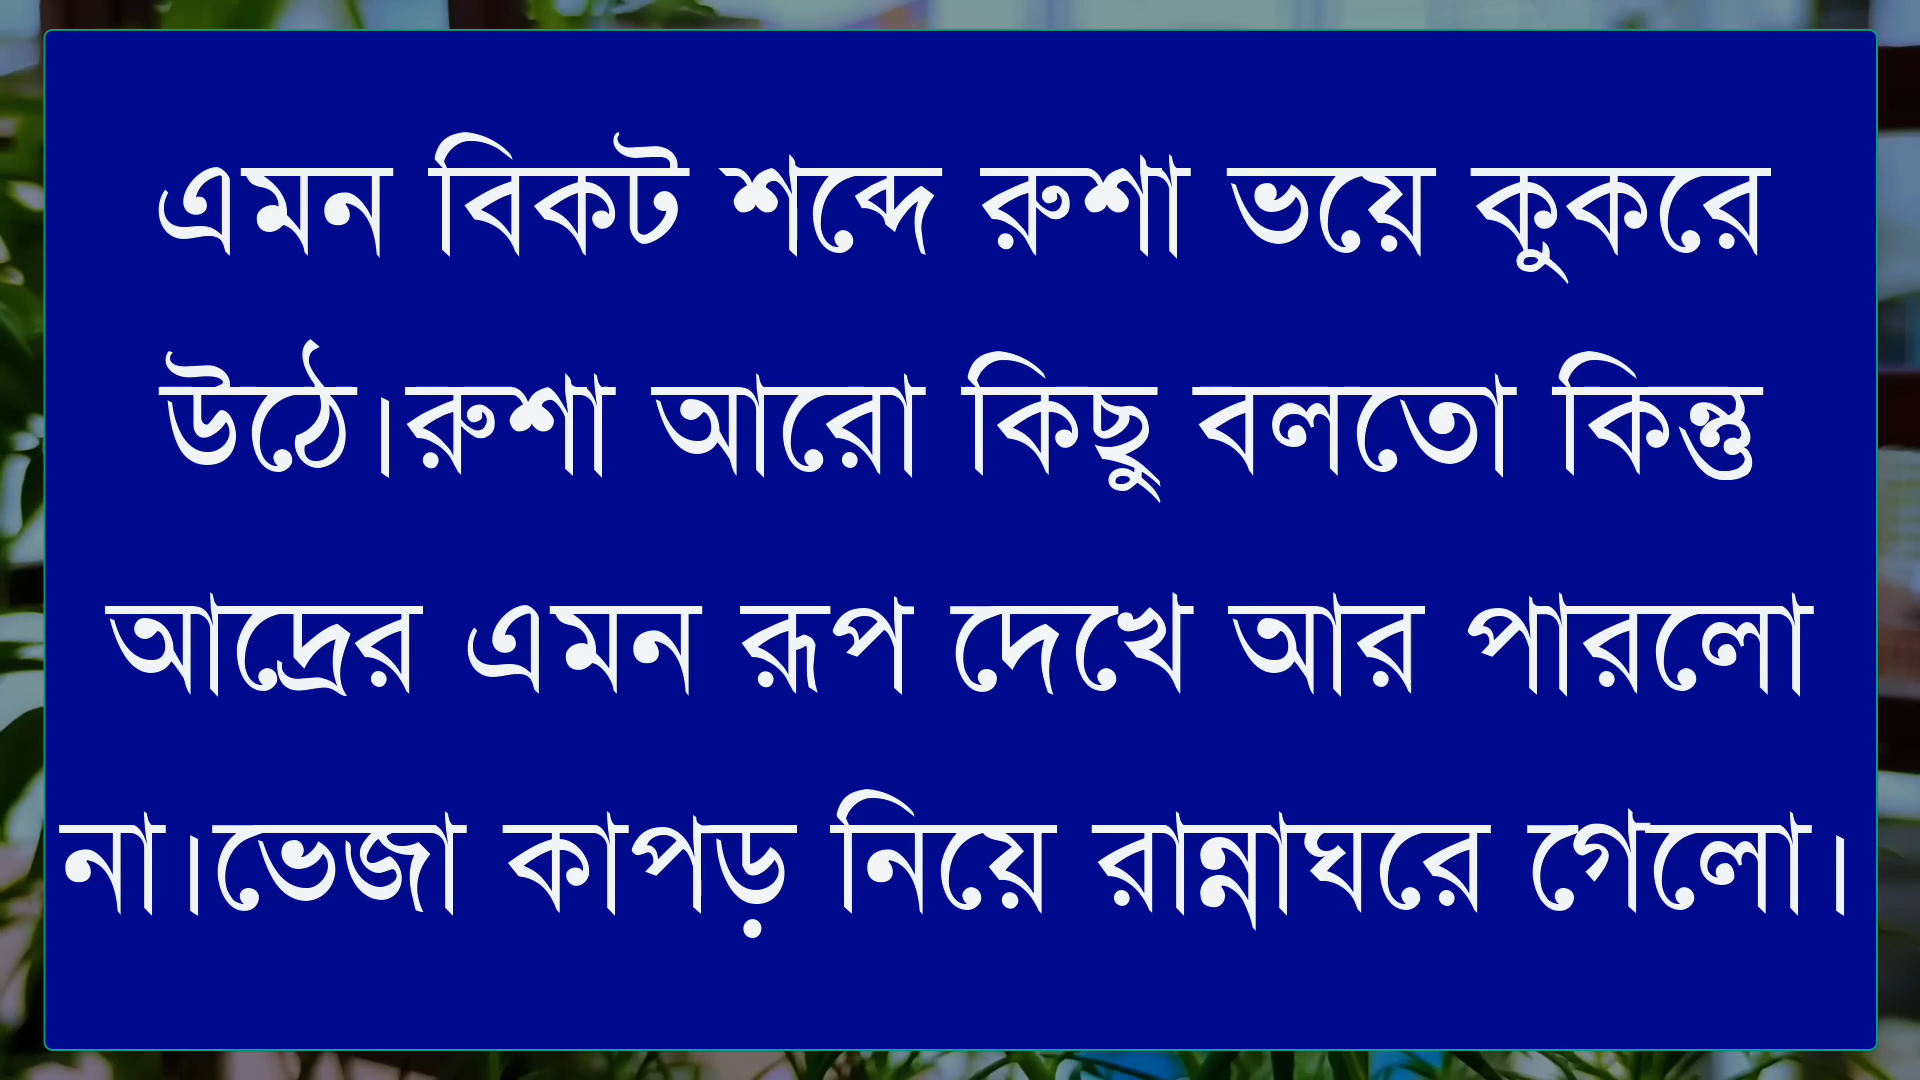 এমন বিকট শব্দে রুশা ভয়ে কুকরে
উঠে।রুশা আরো কিছু বলতো কিন্তু
আদ্রের এমন রূপ দেখে আর পারলো
না।ভেজা কাপড় নিয়ে রান্নাঘরে গেলো।